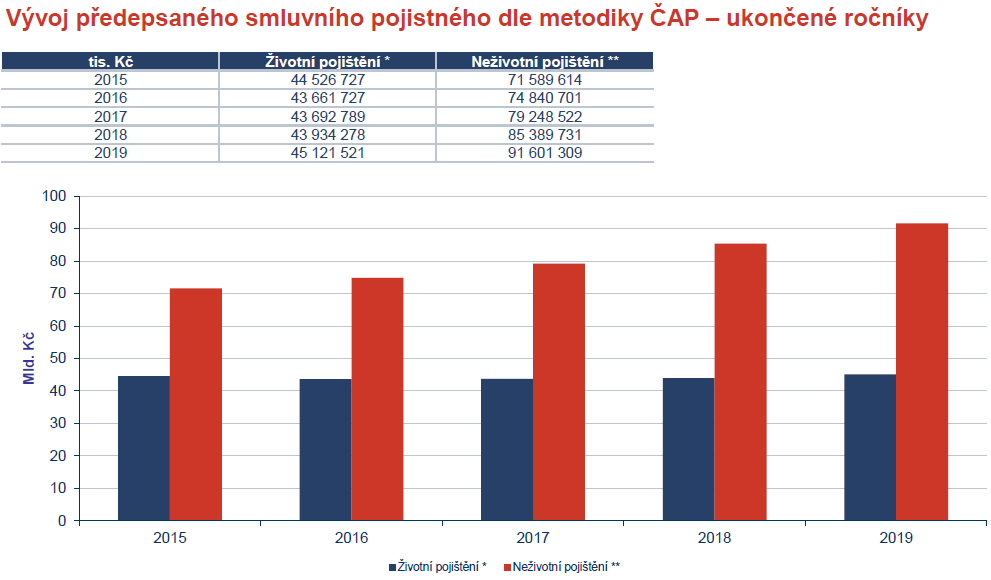 Vývoj předepsaného smluvního pojistného dle metodiky ČAP – ukončené ročníky
tis. Kč Životní pojištění * Neživotní pojištění **
2015 44 526 727 71 589 614
2016 43 661 727 74 840 701
2017 43 692 789 79 248 522
2018 43 934 278 85 389 731
2019 45 121 521 91 601 309
100
90
80
70
60
50
40
30
20
10
0
Mld. Kč
2015 2016 2017 2018 2019
Životní pojištění * Neživotní pojištění **